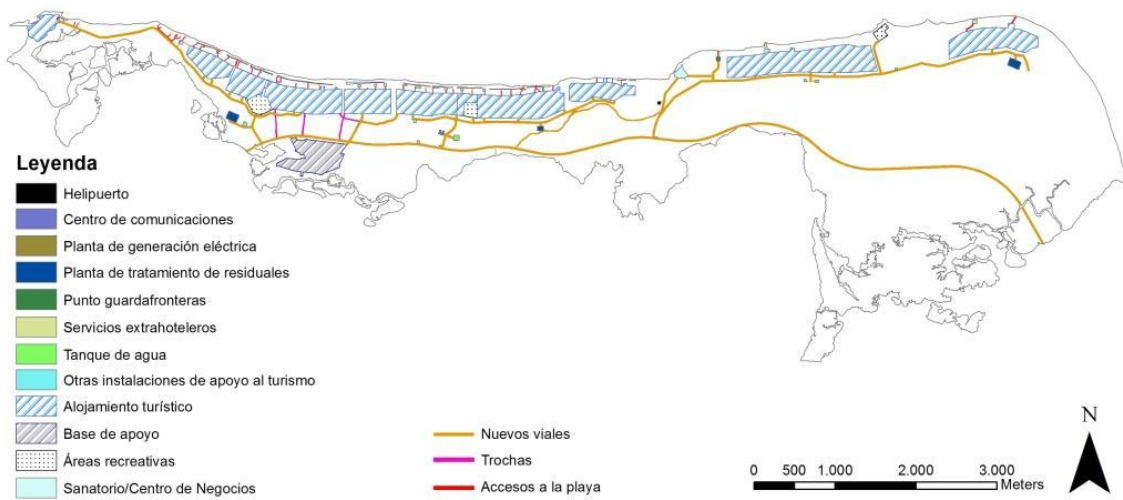 Leyenda
Helipuerto
Centro de comunicaciones
Planta de generación eléctrica
Planta de tratamiento de residuales
Punto guardafronteras
Servicios extrahoteleros
Tanque de agua
Otras instalaciones de apoyo al turismo
Alojamiento turístico
Base de apoyo
Áreas recreativas
Sanatorio/Centro de Negocios
Nuevos viales
Trochas
Accesos a la playa
N
0 500 1.000 2.000 3.000
Meters